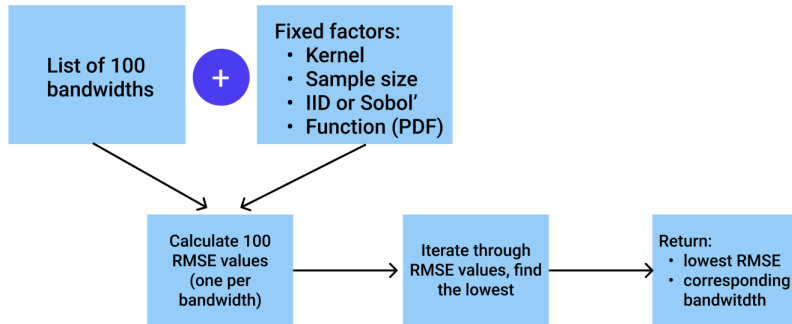 List of 100
bandwidths
+
Fixed factors:
• Kernel
• Sample size
• IID or Sobol’
• Function (PDF)
Calculate 100
RMSE values
(one per
bandwidth)
Iterate through
RMSE values, find
the lowest
Return:
• lowest RMSE
• corresponding
bandwitdth